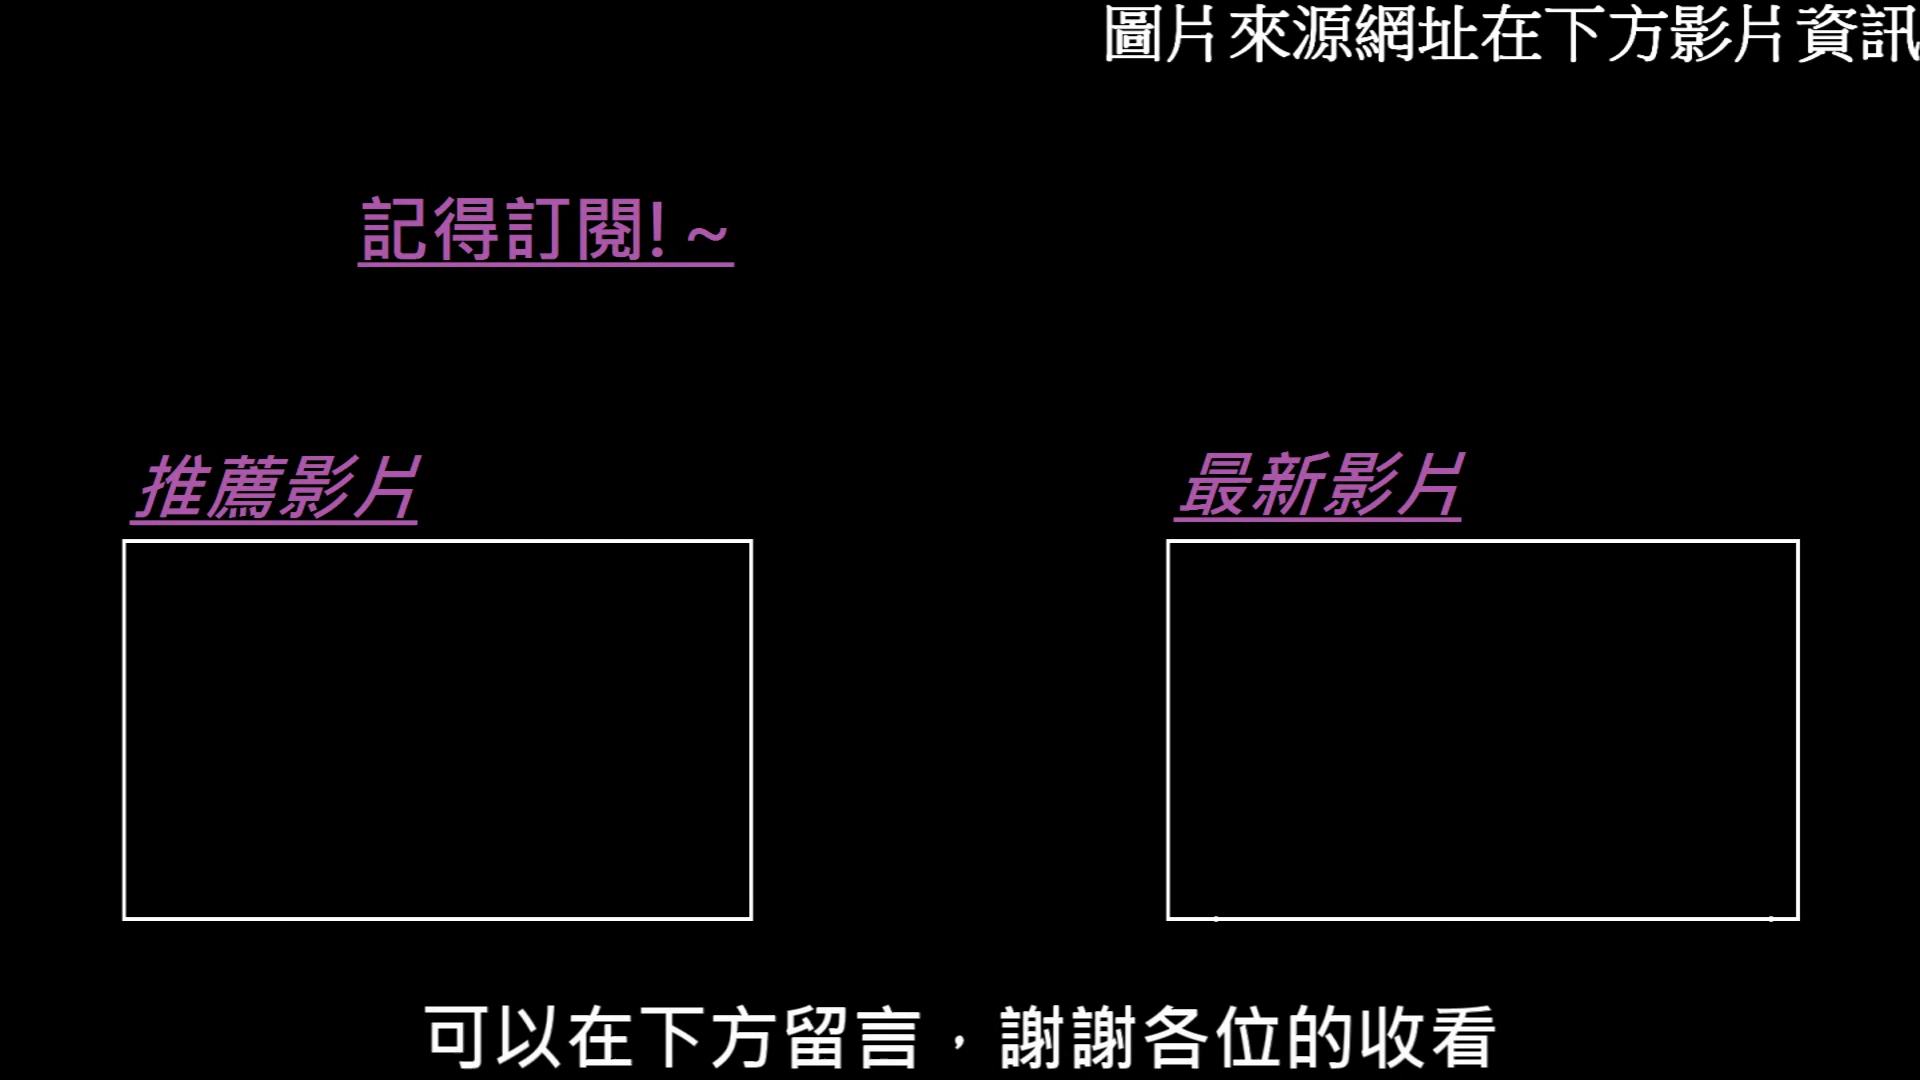 圖片來源網址在下方影片資訊
記得訂閱!~
推薦影片
最新影片
可以在下方留言，謝謝各位的收看